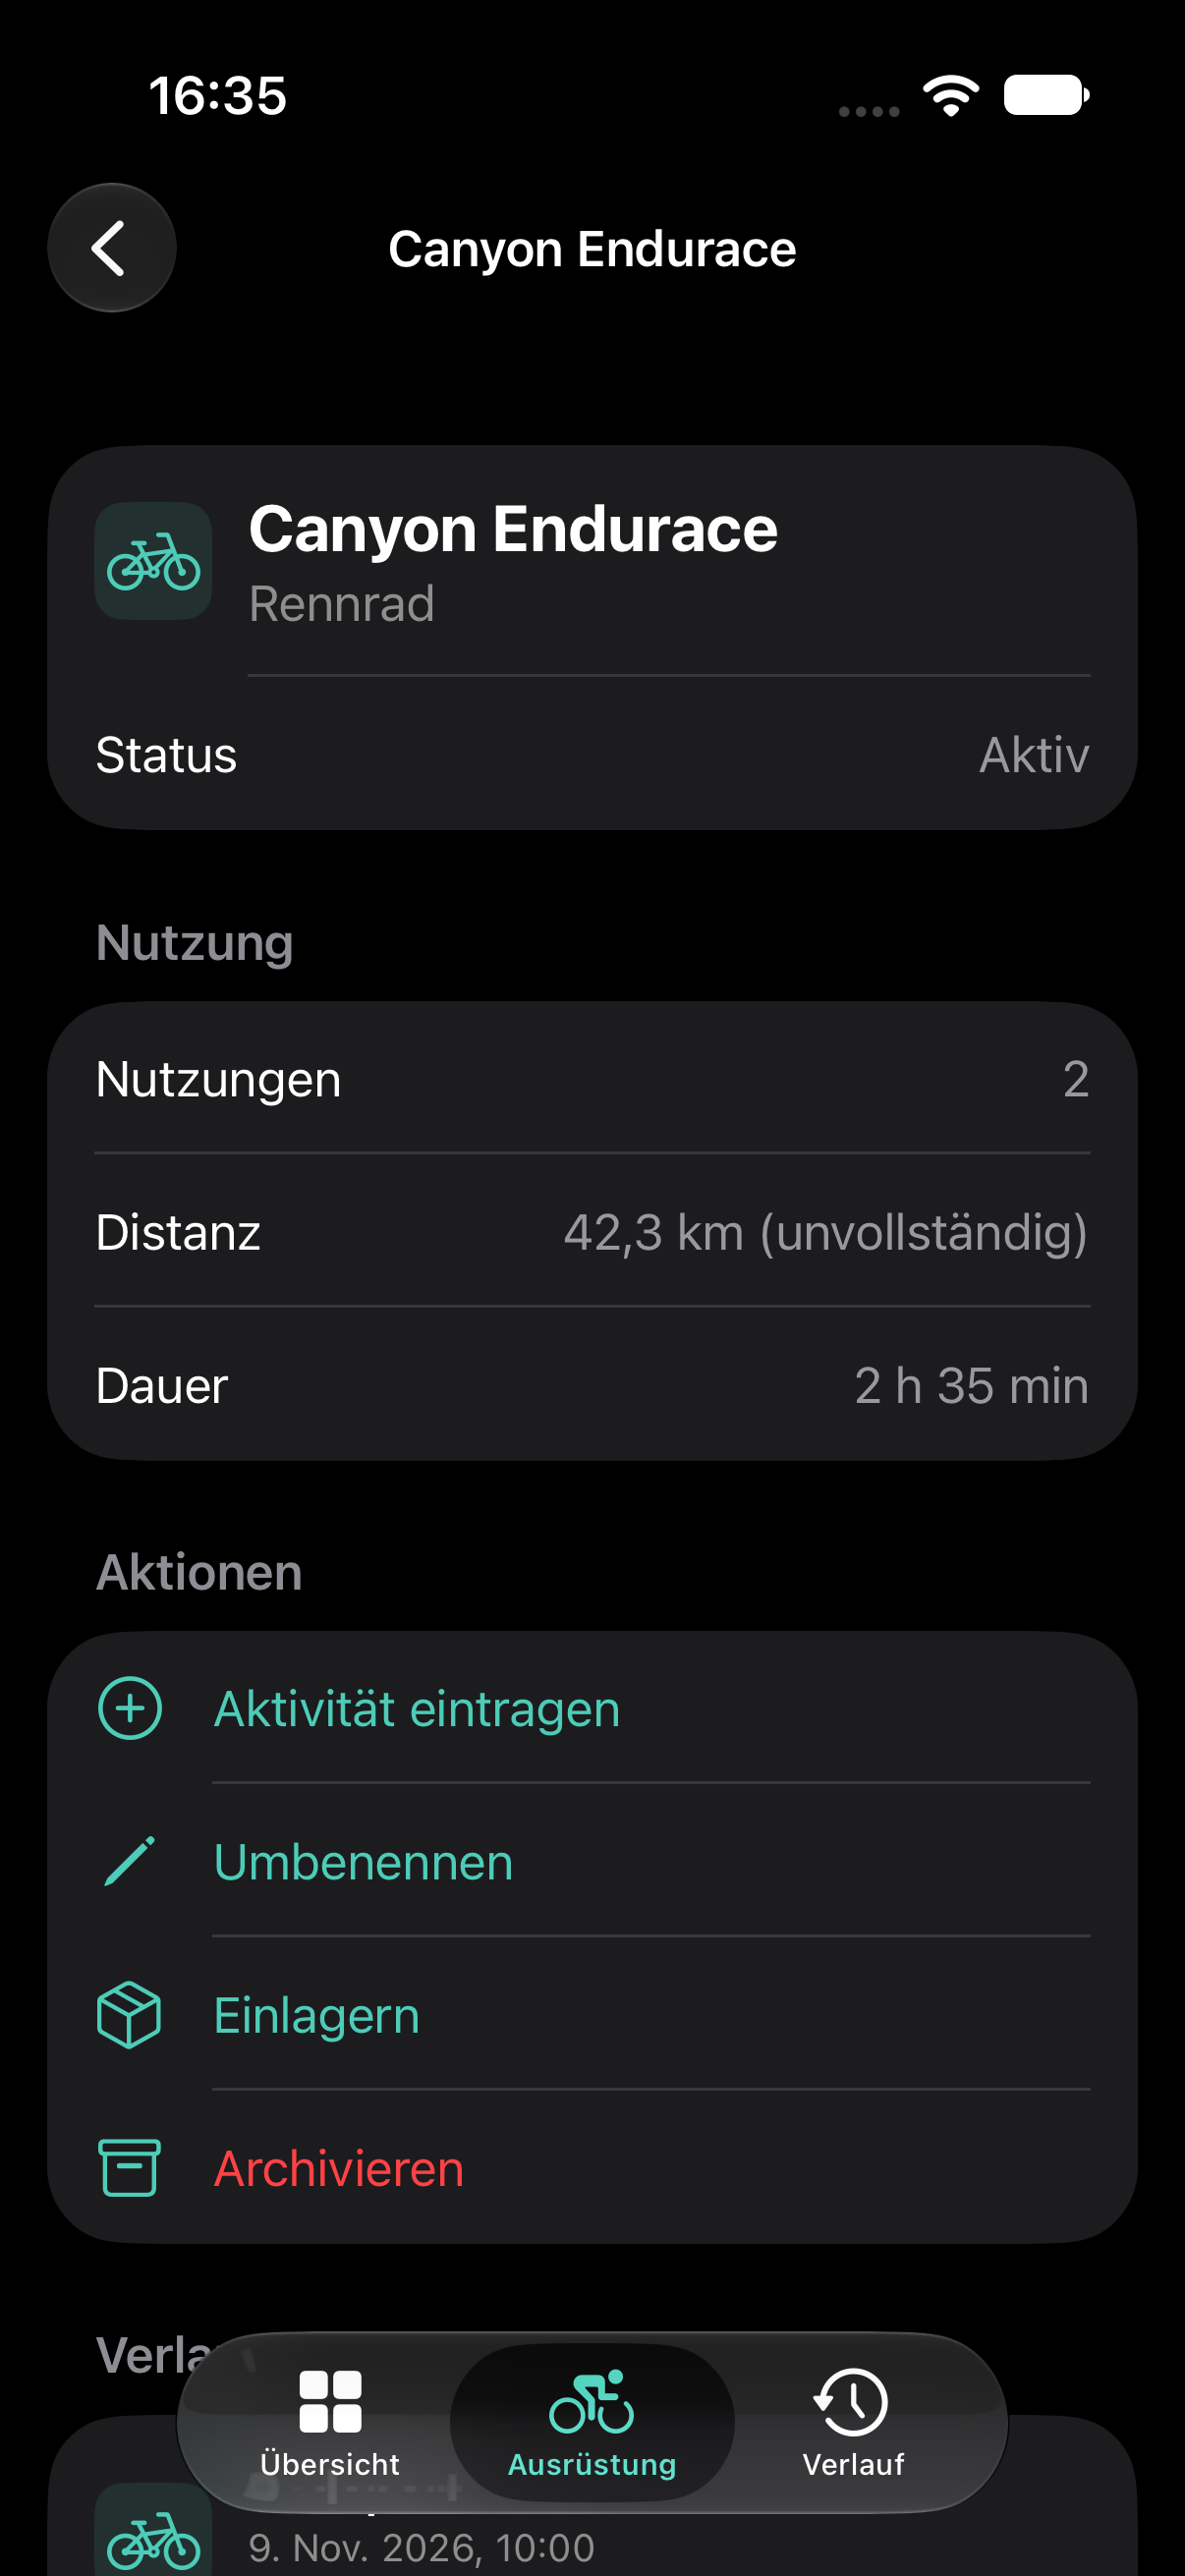 16:35
Canyon Endurace
Canyon Endurace
Rennrad
Status Aktiv
Nutzung
Nutzungen 2
Distanz 42,3 km (unvollständig)
Dauer 2 h 35 min
Aktionen
Aktivität eintragen
Umbenennen
Einlagern
Archivieren
Übersicht Ausrüstung Verlauf
9. Nov. 2026, 10:00